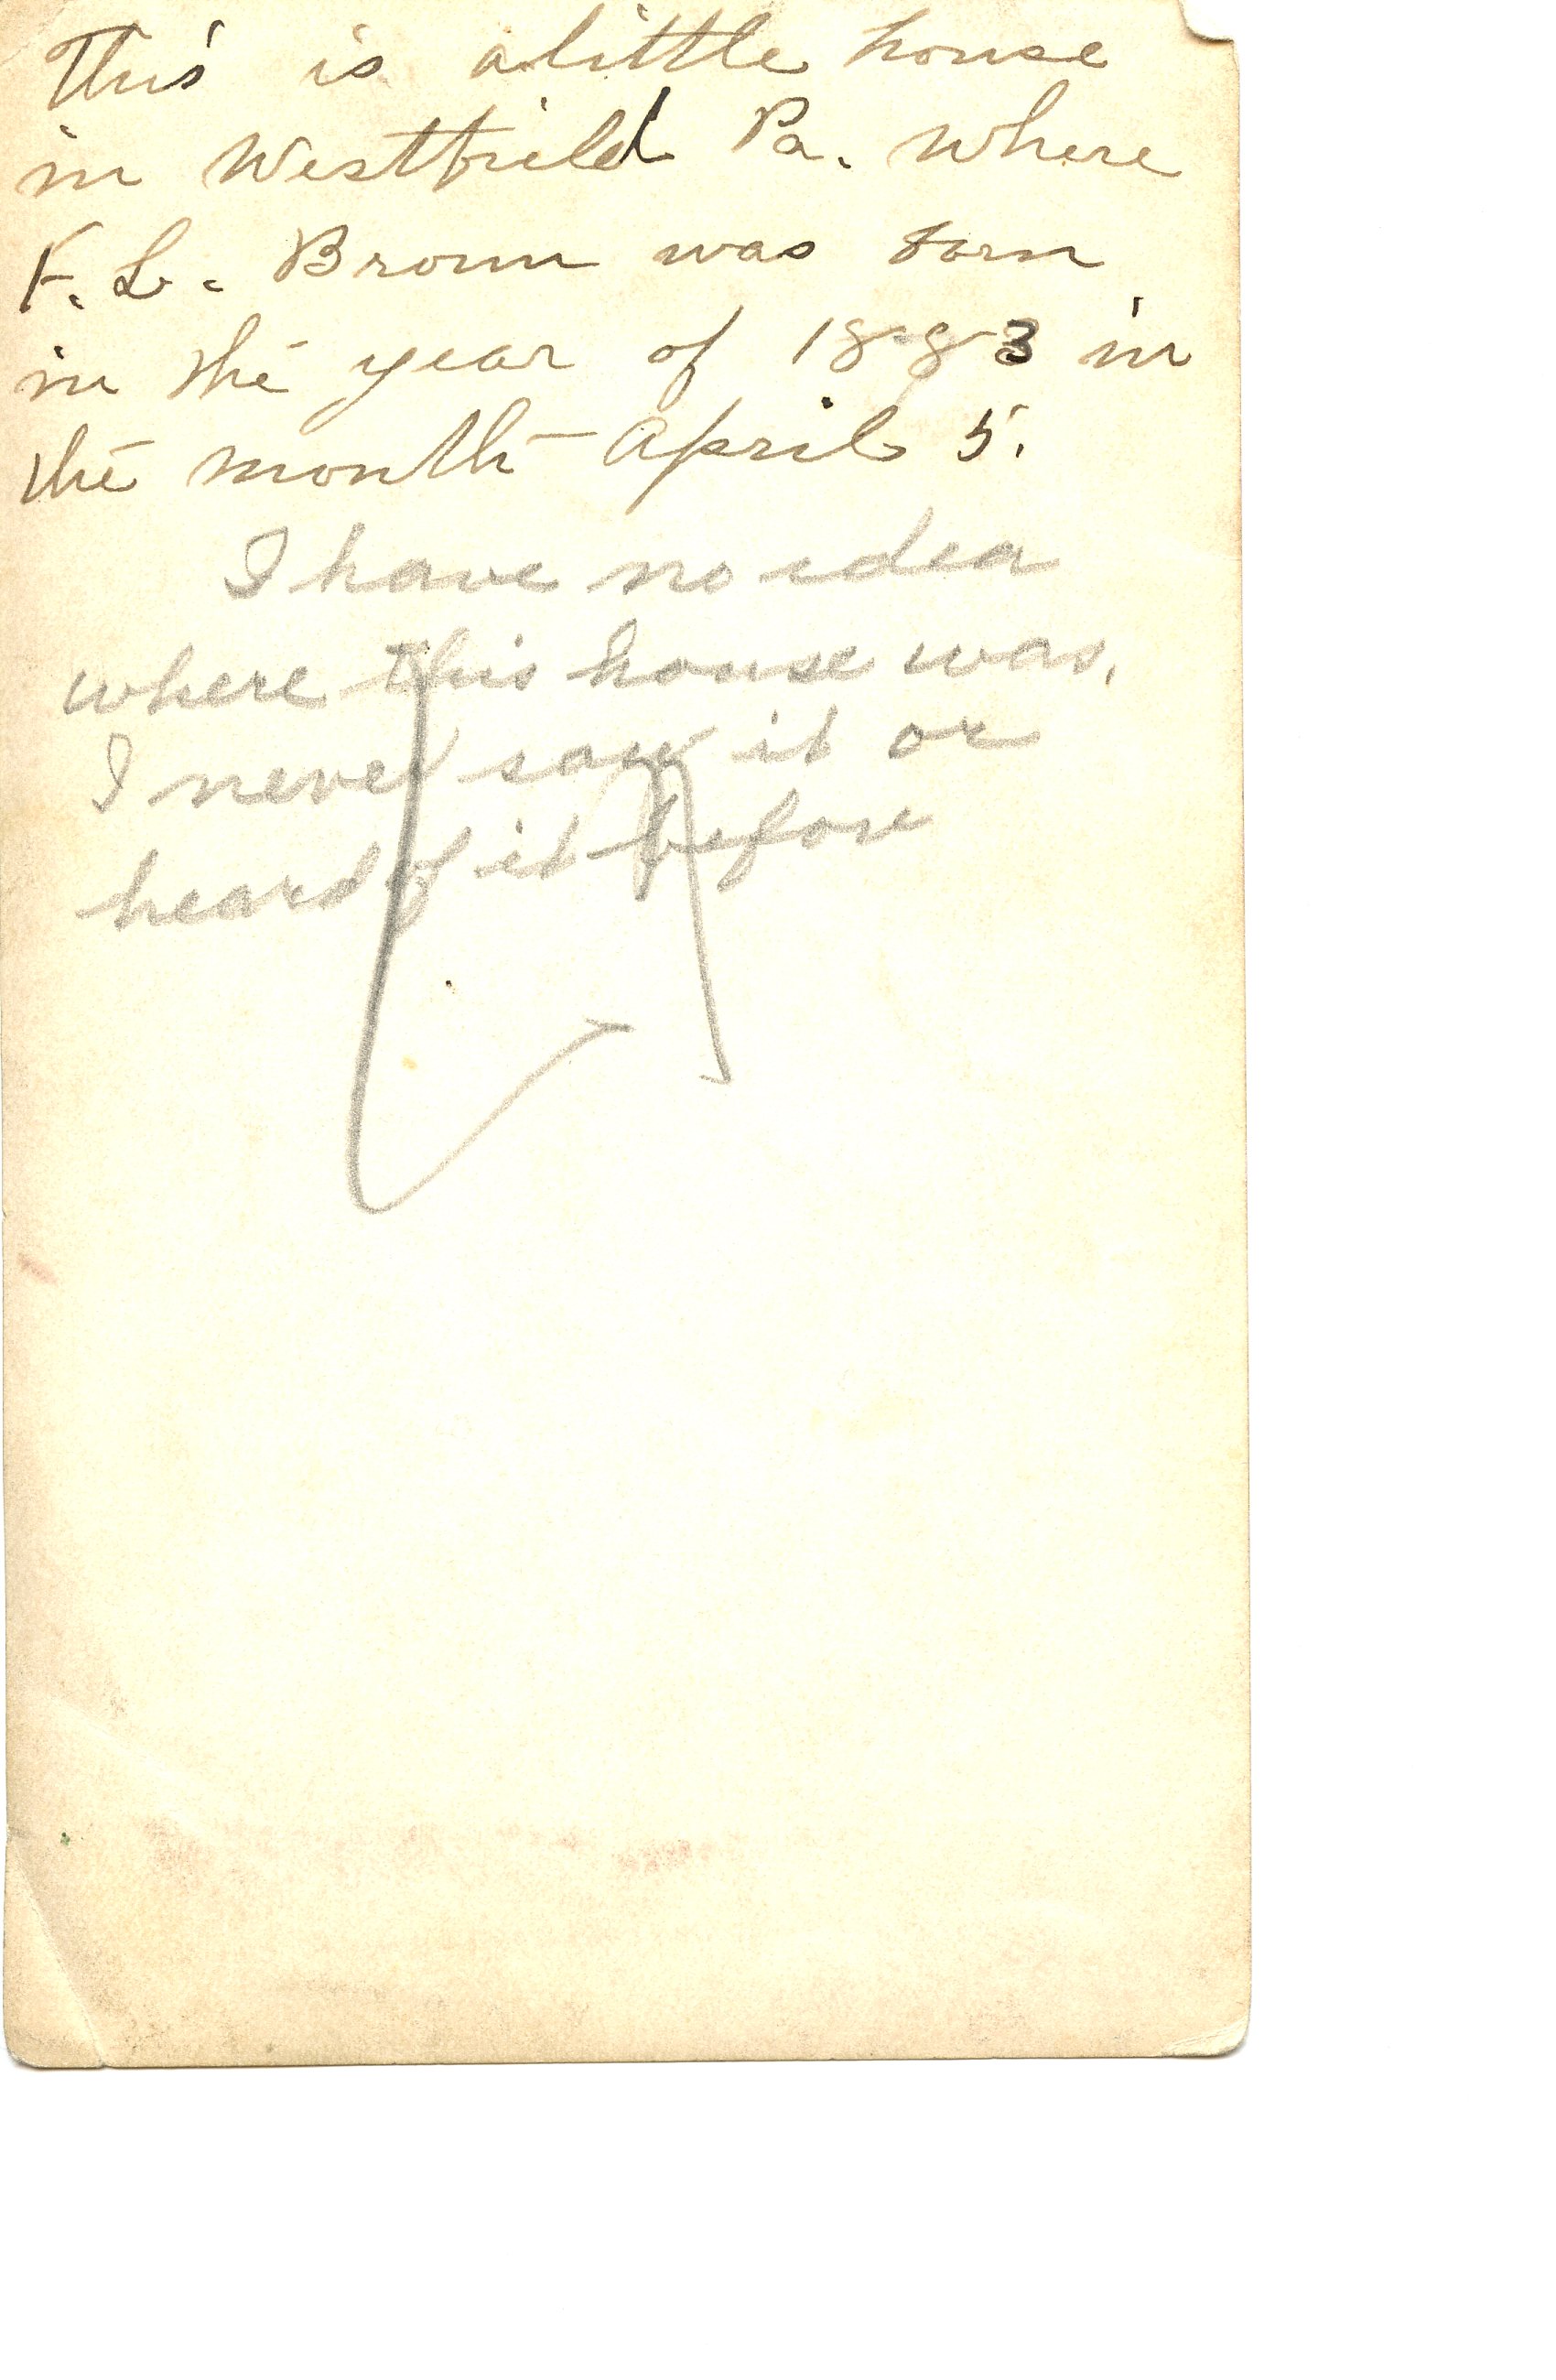 This is a little house
in Westfield Pa. where
F. L. Brown was born
in the year of 1883 in
the month - April 5.
I have no idea
where this house was.
I never saw it or
heard of it before